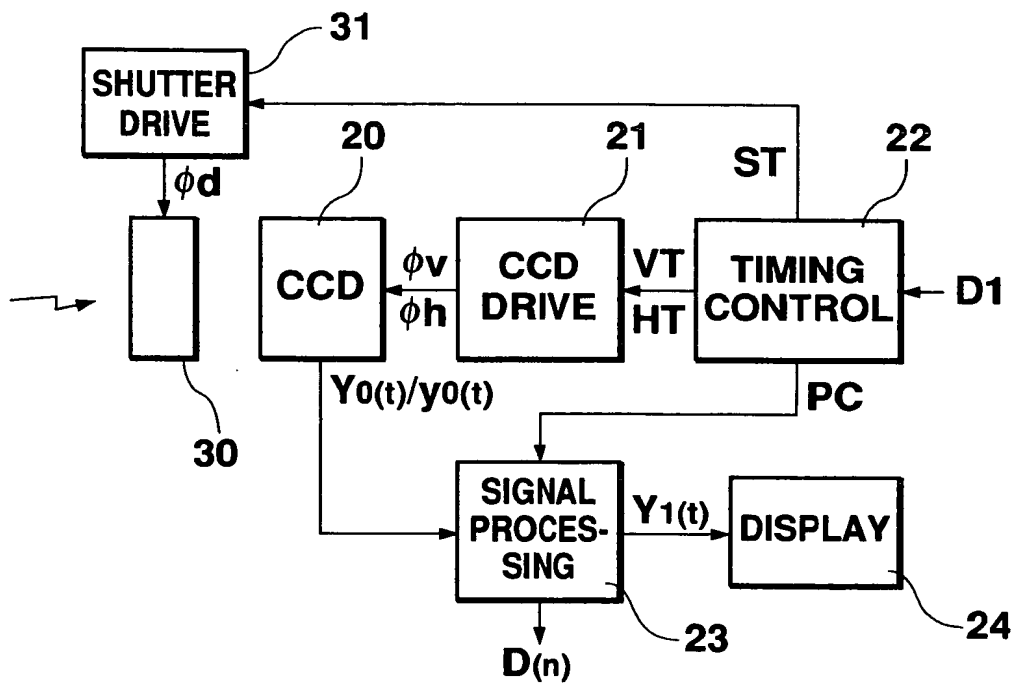 31
SHUTTER
DRIVE
20
21
22
ST
ϕd
CCD
ϕv
ϕh
CCD
DRIVE
VT
HT
TIMING
CONTROL
D1
Y0(t)/y0(t)
PC
30
SIGNAL
PROCES-
SING
Y1(t)
DISPLAY
23
24
D(n)